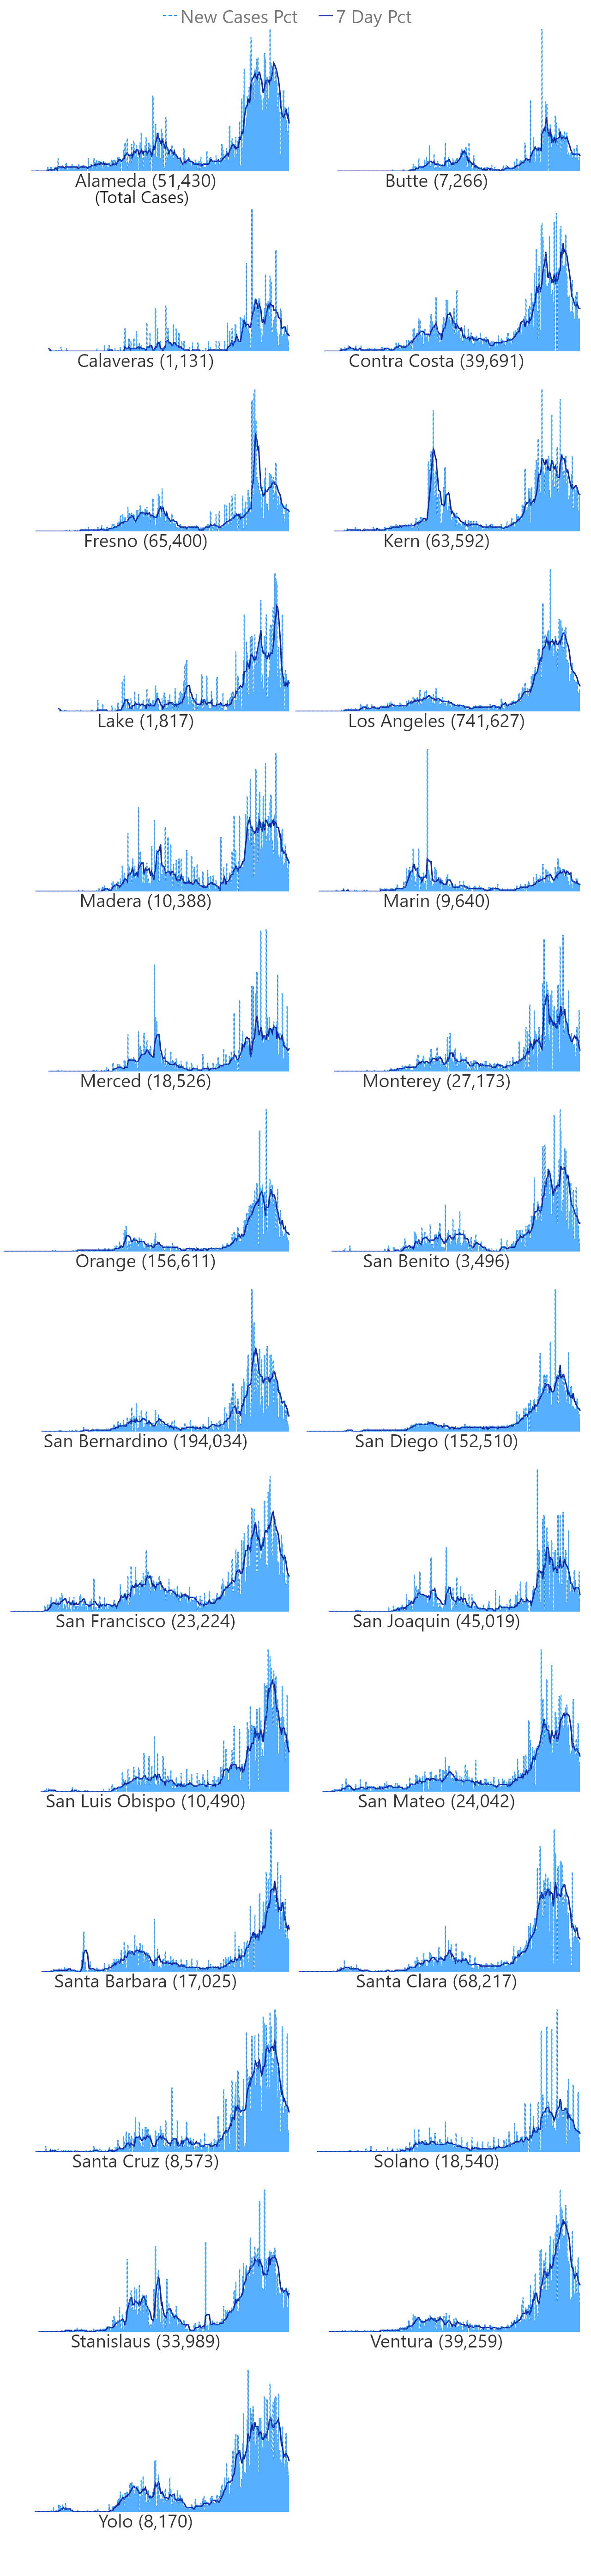 New Cases Pct 7 Day Pct
Alameda (51,430)
(Total Cases)
Butte (7,266)
Calaveras (1,131)
Contra Costa (39,691)
Fresno (65,400)
Kern (63,592)
Lake (1,817)
Los Angeles (741,627)
Madera (10,388)
Marin (9,640)
Merced (18,526)
Monterey (27,173)
Orange (156,611)
San Benito (3,496)
San Bernardino (194,034)
San Diego (152,510)
San Francisco (23,224)
San Joaquin (45,019)
San Luis Obispo (10,490)
San Mateo (24,042)
Santa Barbara (17,025)
Santa Clara (68,217)
Santa Cruz (8,573)
Solano (18,540)
Stanislaus (33,989)
Ventura (39,259)
Yolo (8,170)